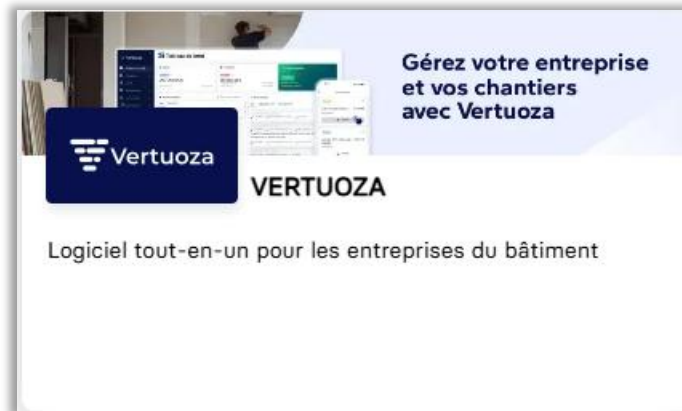 Gérez votre entreprise
et vos chantiers
avec Vertuoza
Vertuoza
VERTUOZA
Logiciel tout-en-un pour les entreprises du bâtiment